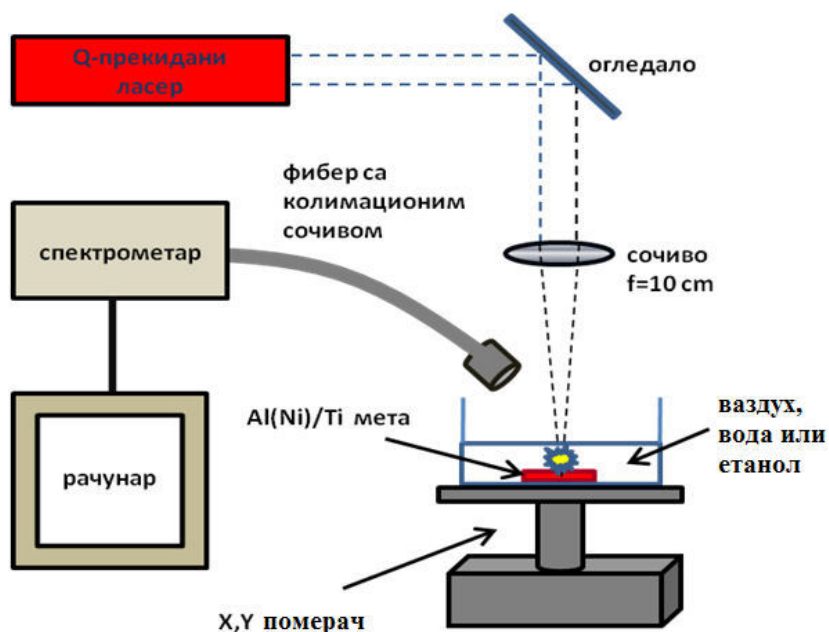 Q-прекидани
ласер
огледало
фибер са
колимационим
сочивом
спектрометар
сочиво
f=10 cm
Al(Ni)/Ti мета
ваздух,
вода или
етанол
рачунар
X,Y померач